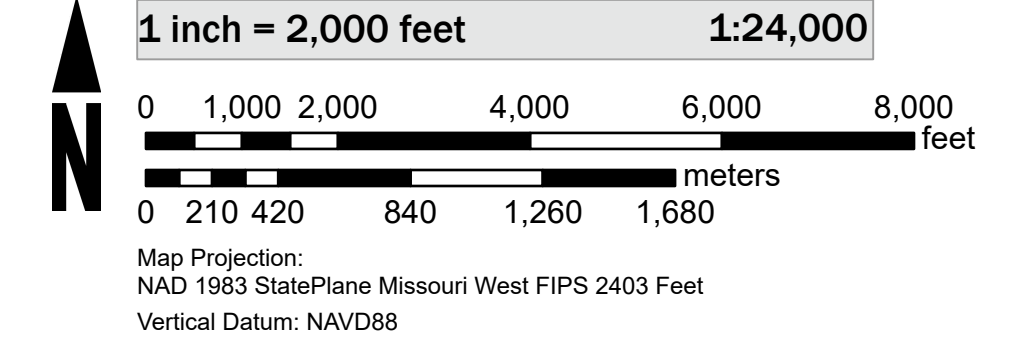 1 inch = 2,000 feet 1:24,000
0 1,000 2,000 4,000 6,000 8,000
feet
meters
0 210 420 840 1,260 1,680
N
Map Projection:
NAD 1983 StatePlane Missouri West FIPS 2403 Feet
Vertical Datum: NAVD88